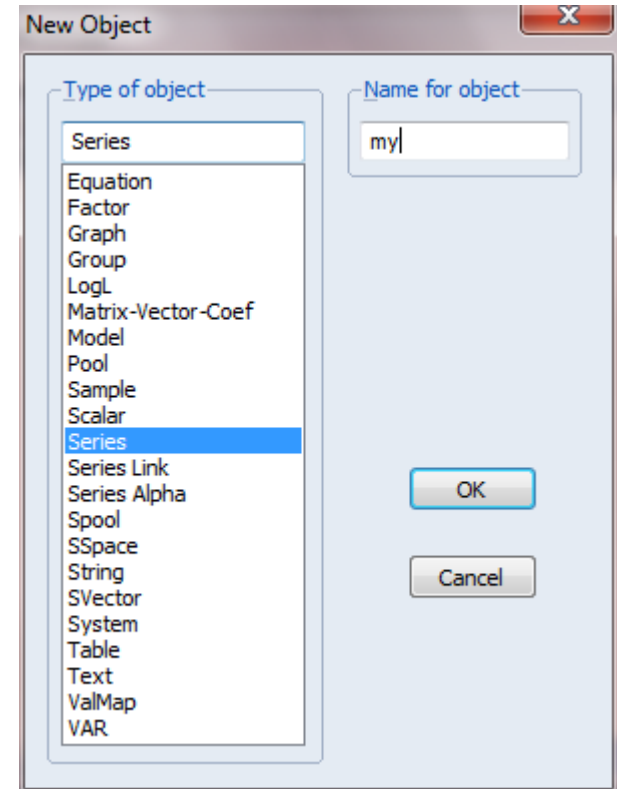 New Object
x
Type of object
Name for object
Series
my
Equation
Factor
Graph
Group
LogL
Matrix-Vector-Coef
Model
Pool
Sample
Scalar
Series
Series Link
Series Alpha
Spool
SSpace
String
SVector
System
Table
Text
ValMap
VAR
OK
Cancel